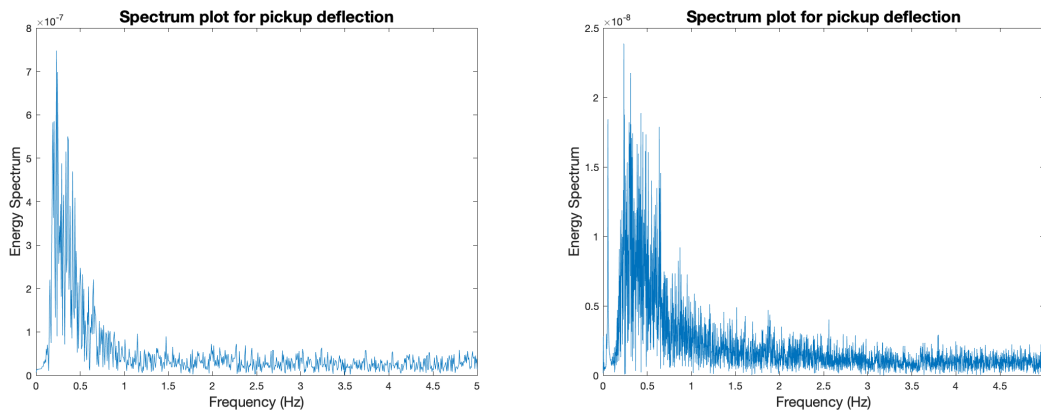 Spectrum plot for pickup deflection
×10⁻⁷
8
7
6
5
4
3
2
1
0
Energy Spectrum
0 0.5 1 1.5 2 2.5 3 3.5 4 4.5 5
Frequency (Hz)
Spectrum plot for pickup deflection
×10⁻⁸
2.5
2
1.5
1
0.5
0
Energy Spectrum
0 0.5 1 1.5 2 2.5 3 3.5 4 4.5
Frequency (Hz)